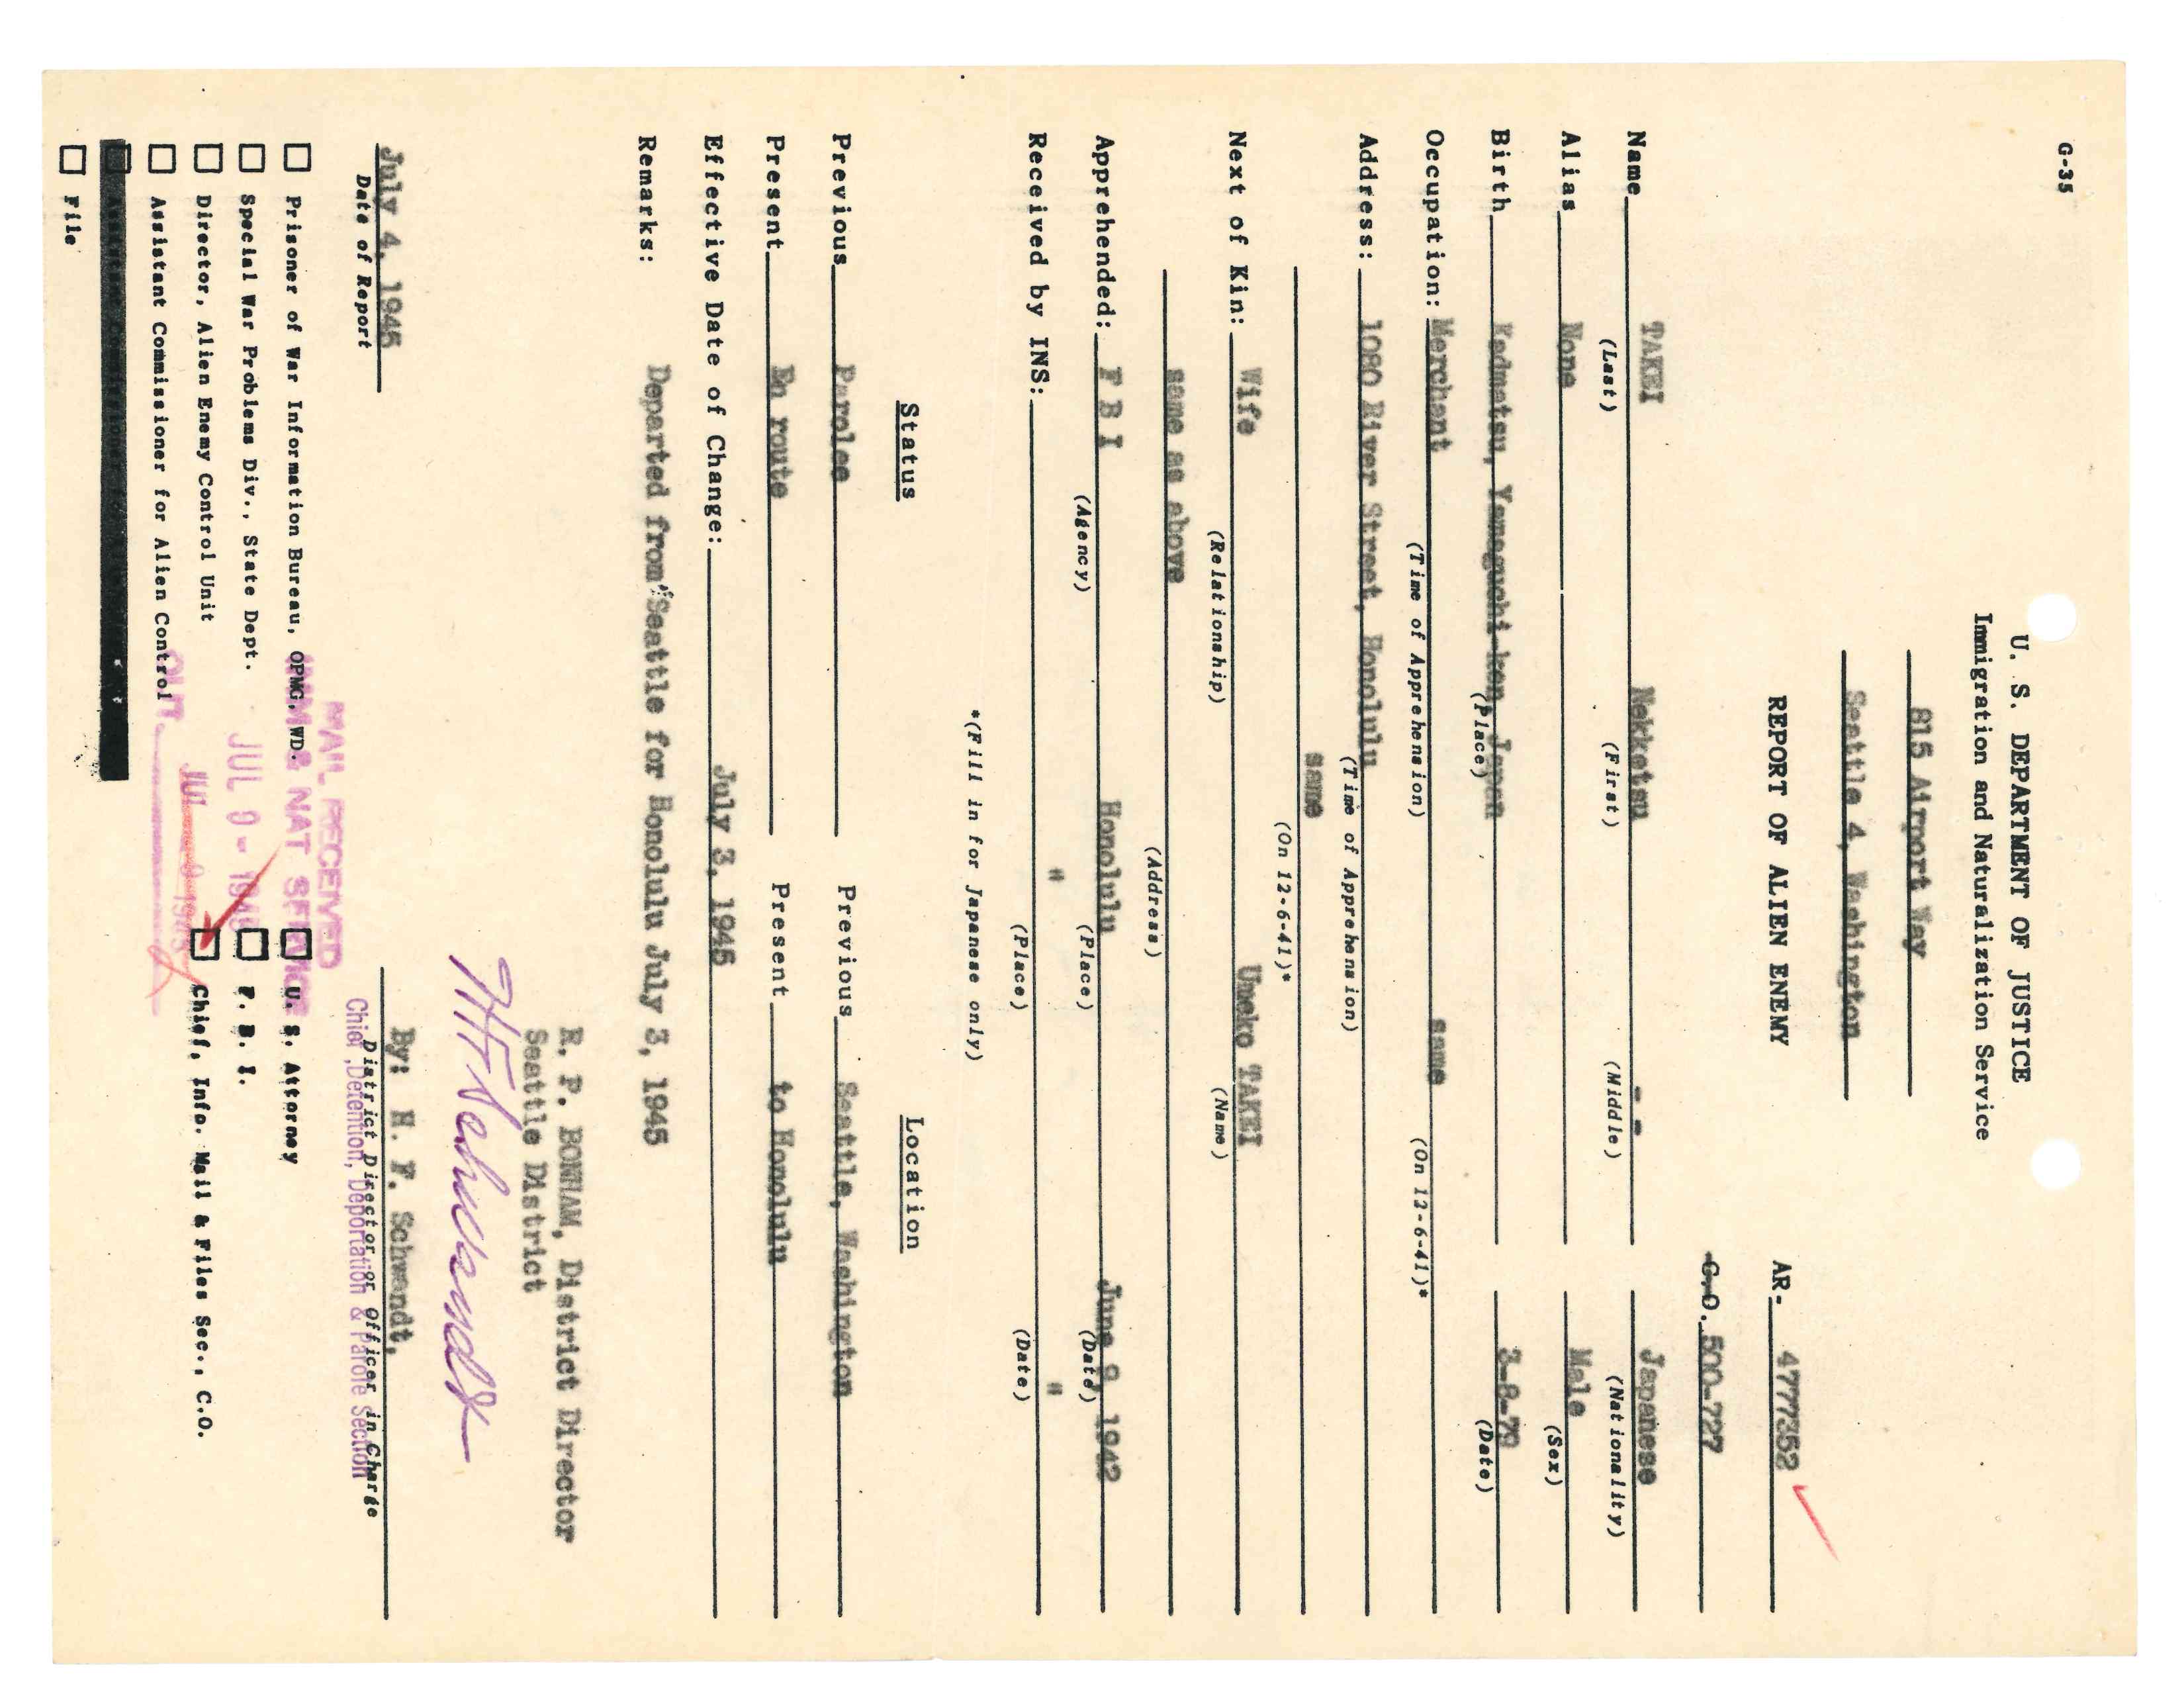 G-35
U. S. DEPARTMENT OF JUSTICE
Immigration and Naturalization Service
815 Airport Way
Seattle 4, Washington
REPORT OF ALIEN ENEMY
AR- 4777352
C.O. 500-727
Name TAKEI Nekketsu -- Japanese
(Last) (First) (Middle) (Nationality)
Alias None Male
(Sex)
Birth Kadmatsu, Yamaguchi-ken, Japan 3-8-79
(Place) (Date)
Occupation: Merchant same
(Time of Apprehension) (On 12-6-41)*
Address: 1080 River Street, Honolulu
(Time of Apprehension)
same
(On 12-6-41)*
Next of Kin: Wife Umeko TAKEI
(Relationship) (Name)
same as above
(Address)
Apprehended: F B I Honolulu June 9, 1942
(Agency) (Place) (Date)
Received by INS: " "
(Place) (Date)
*(Fill in for Japanese only)
Status Location
Previous Parolee Previous Seattle, Washington
Present En route Present to Honolulu
Effective Date of Change: July 3, 1945
Remarks: Departed from Seattle for Honolulu July 3, 1945
R. P. BONHAM, District Director
Seattle District
HF Schwandt
By: H. F. Schwandt,
July 4, 1945
Date of Report
District Director or Officer in Charge
Chief, Detention, Deportation & Parole Section
MAIL RECEIVED
IMM & NAT SERVICE
JUL 9 - 1945
JUL 9 1945
OUT
Prisoner of War Information Bureau, OPMG, WD. U. S. Attorney
Special War Problems Div., State Dept. F. B. I.
Director, Alien Enemy Control Unit Chief, Info. Mail & Files Sec., C.O.
Assistant Commissioner for Alien Control
Assistant Commissioner for
File